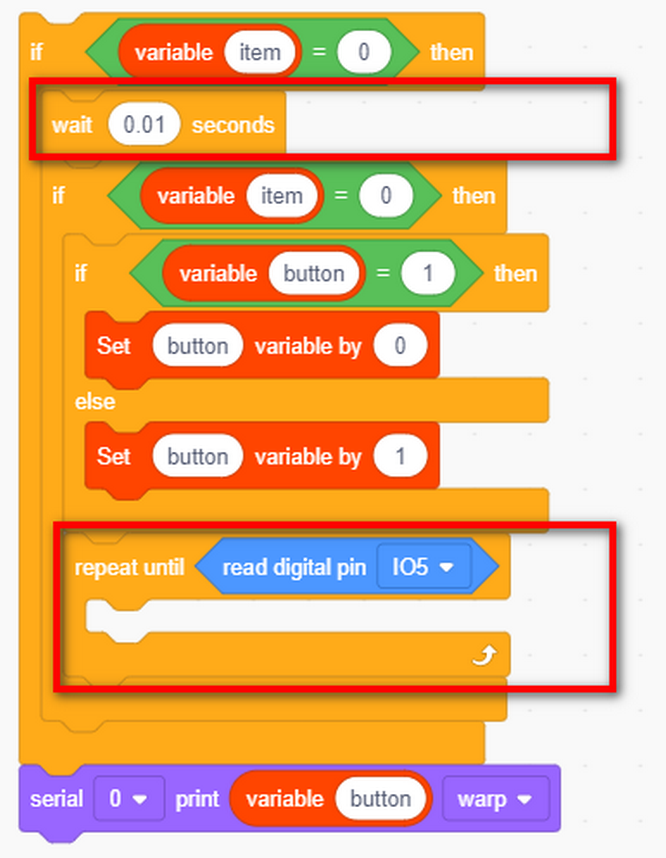 if variable item = 0 then
wait 0.01 seconds
if variable item = 0 then
if variable button = 1 then
Set button variable by 0
else
Set button variable by 1
repeat until read digital pin IO5
serial 0 print variable button warp